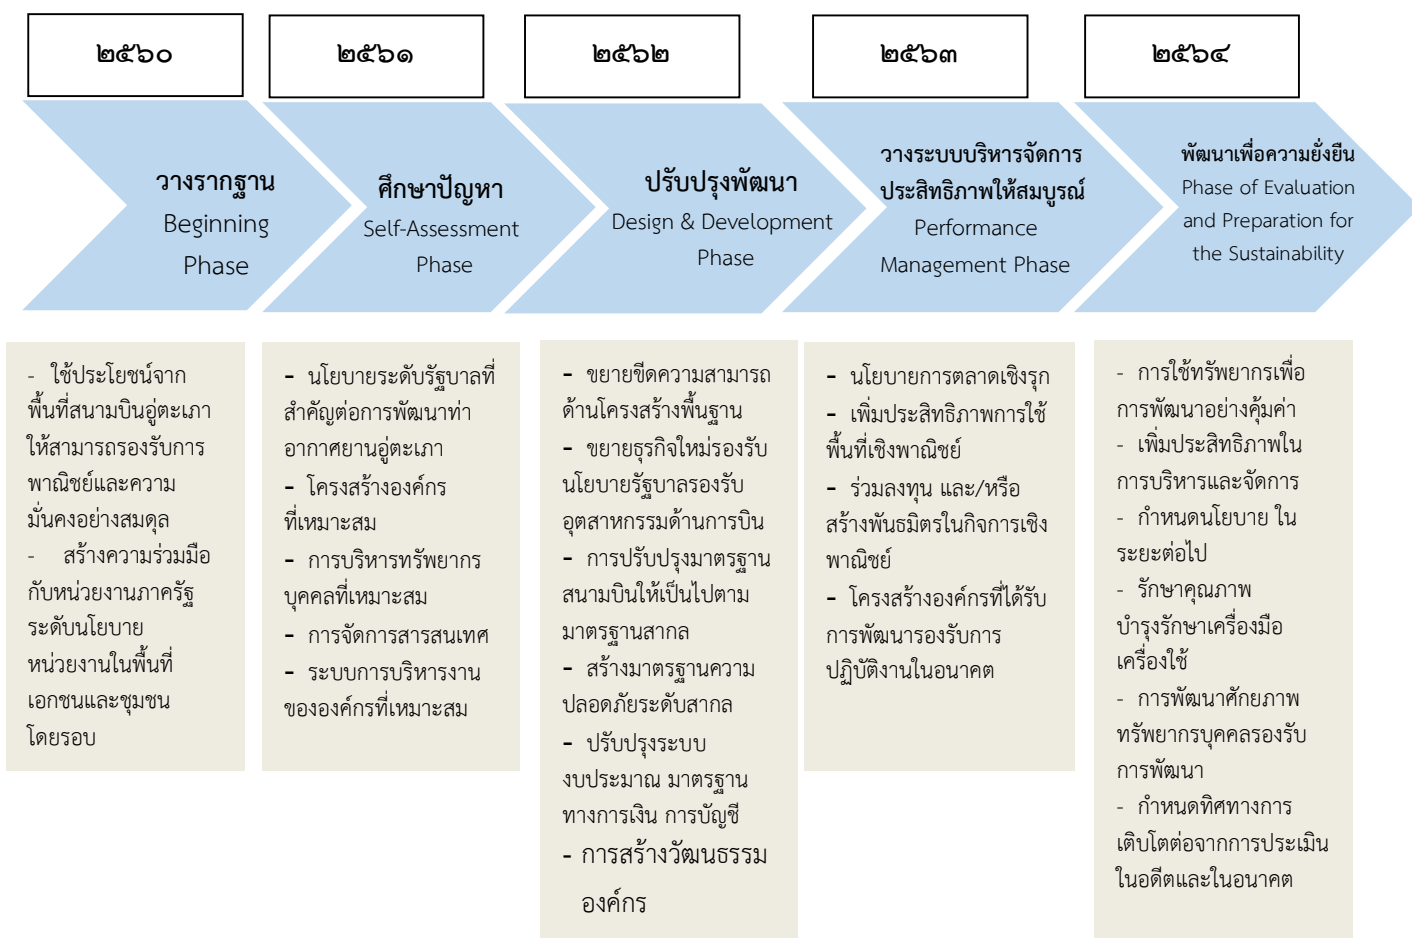 ๒๕๖๐
๒๕๖๑
๒๕๖๒
๒๕๖๓
๒๕๖๔
วางรากฐาน
Beginning
Phase
ศึกษาปัญหา
Self-Assessment
Phase
ปรับปรุงพัฒนา
Design & Development
Phase
วางระบบบริหารจัดการ
ประสิทธิภาพให้สมบูรณ์
Performance
Management Phase
พัฒนาเพื่อความยั่งยืน
Phase of Evaluation
and Preparation for
the Sustainability
- ใช้ประโยชน์จาก
พื้นที่สนามบินอู่ตะเภา
ให้สามารถรองรับการ
พาณิชย์และความ
มั่นคงอย่างสมดุล
- สร้างความร่วมมือ
กับหน่วยงานภาครัฐ
ระดับนโยบาย
หน่วยงานในพื้นที่
เอกชนและชุมชน
โดยรอบ
- นโยบายระดับรัฐบาลที่
สำคัญต่อการพัฒนาท่า
อากาศยานอู่ตะเภา
- โครงสร้างองค์กร
ที่เหมาะสม
- การบริหารทรัพยากร
บุคคลที่เหมาะสม
- การจัดการสารสนเทศ
- ระบบการบริหารงาน
ขององค์กรที่เหมาะสม
- ขยายขีดความสามารถ
ด้านโครงสร้างพื้นฐาน
- ขยายธุรกิจใหม่รองรับ
นโยบายรัฐบาลรองรับ
อุตสาหกรรมด้านการบิน
- การปรับปรุงมาตรฐาน
สนามบินให้เป็นไปตาม
มาตรฐานสากล
- สร้างมาตรฐานความ
ปลอดภัยระดับสากล
- ปรับปรุงระบบ
งบประมาณ มาตรฐาน
ทางการเงิน การบัญชี
- การสร้างวัฒนธรรม
องค์กร
- นโยบายการตลาดเชิงรุก
- เพิ่มประสิทธิภาพการใช้
พื้นที่เชิงพาณิชย์
- ร่วมลงทุน และ/หรือ
สร้างพันธมิตรในกิจการเชิง
พาณิชย์
- โครงสร้างองค์กรที่ได้รับ
การพัฒนารองรับการ
ปฏิบัติงานในอนาคต
- การใช้ทรัพยากรเพื่อ
การพัฒนาอย่างคุ้มค่า
- เพิ่มประสิทธิภาพใน
การบริหารและจัดการ
- กำหนดนโยบาย ใน
ระยะต่อไป
- รักษาคุณภาพ
บำรุงรักษาเครื่องมือ
เครื่องใช้
- การพัฒนาศักยภาพ
ทรัพยากรบุคคลรองรับ
การพัฒนา
- กำหนดทิศทางการ
เติบโตต่อจากการประเมิน
ในอดีตและในอนาคต